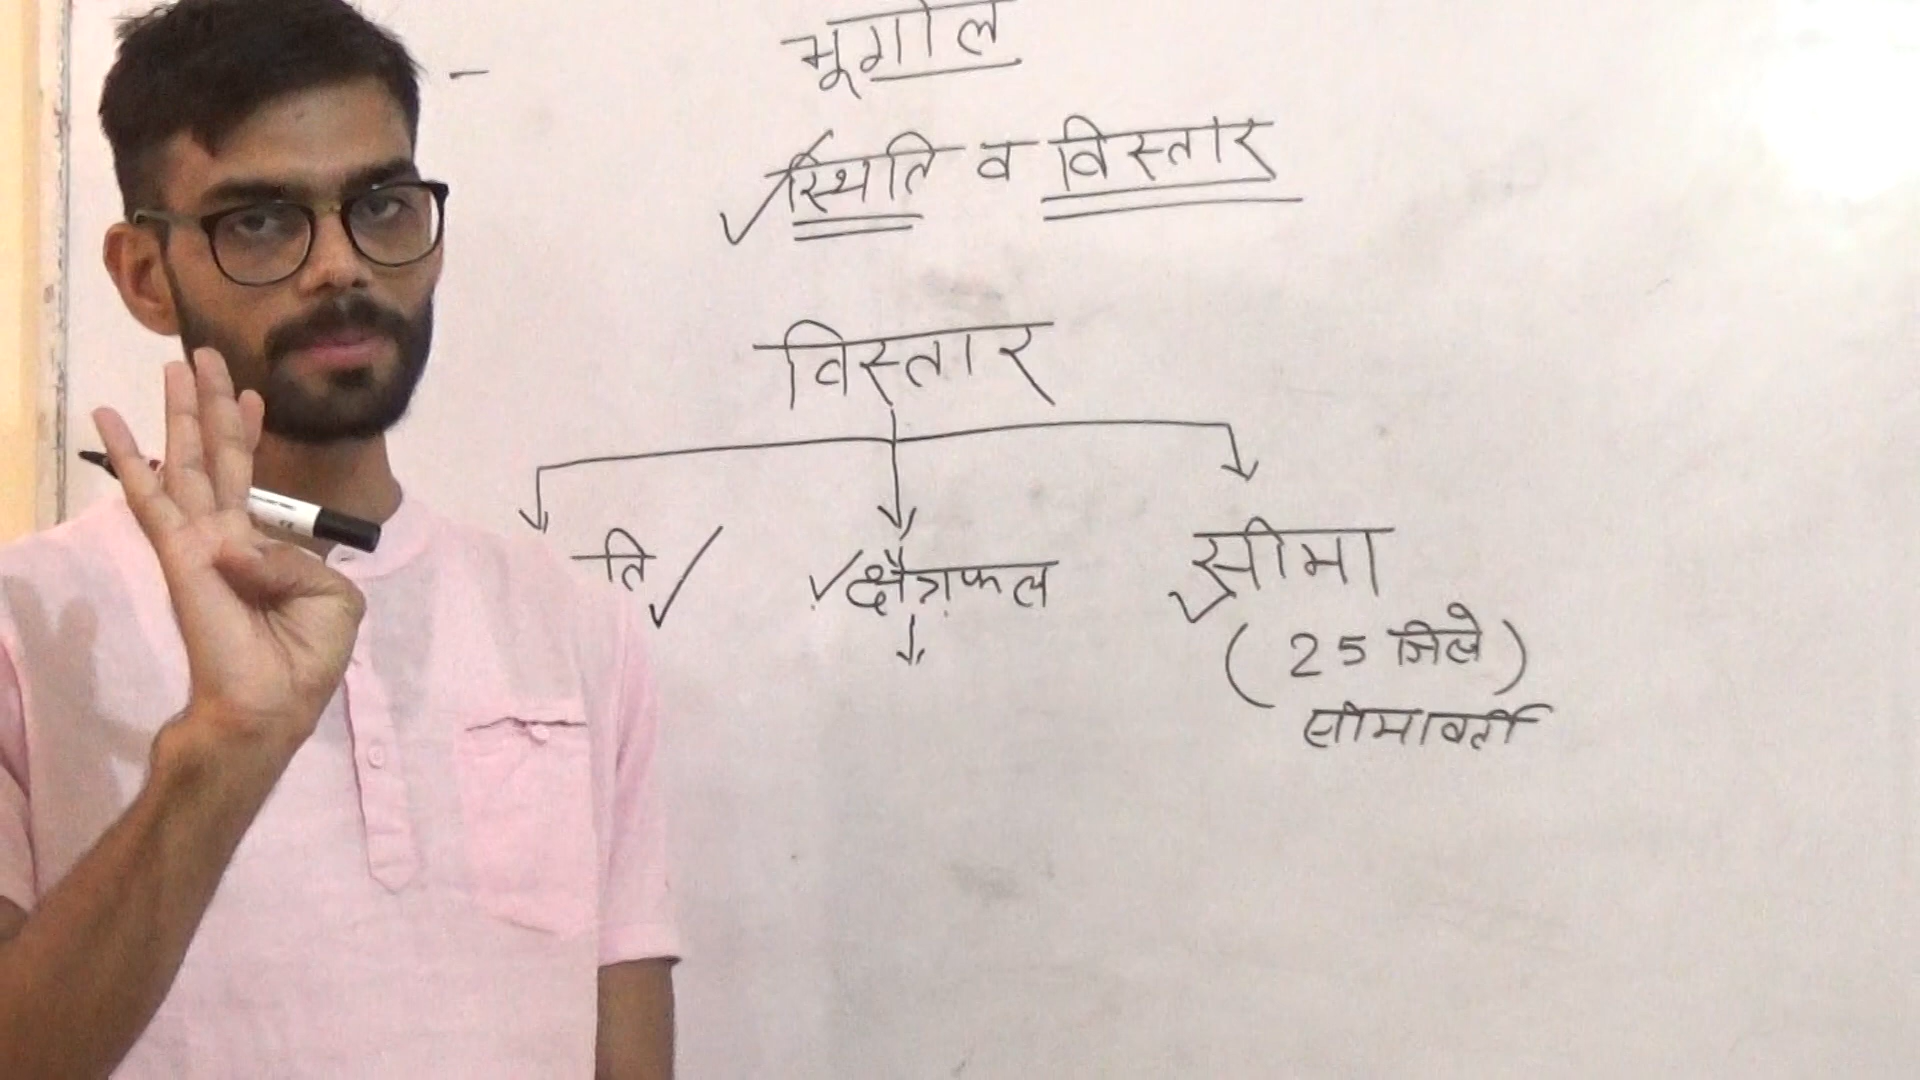 भूगोल
स्थिति व विस्तार
विस्तार
ति क्षैत्रफल सीमा
( 25 जिले )
सीमावर्ती